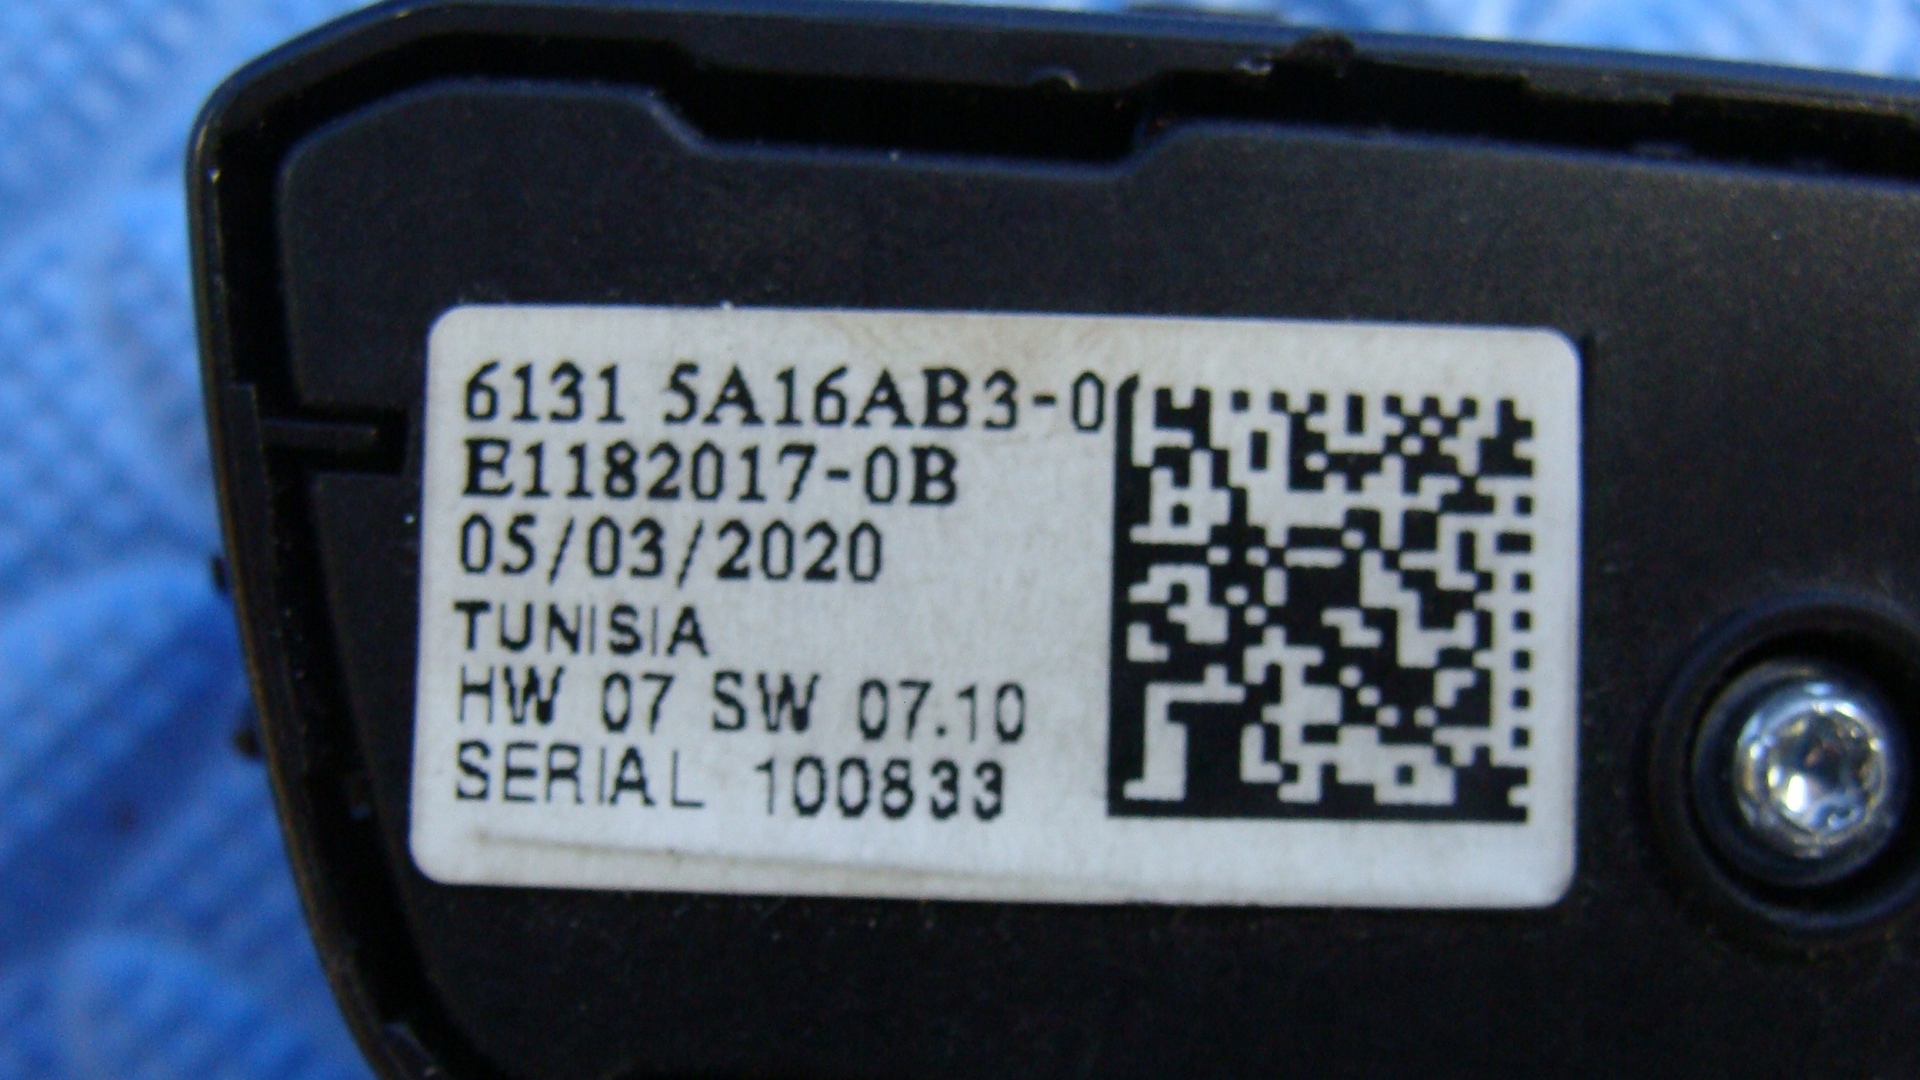 6131 5A16AB3-0
E1182017-0B
05/03/2020
TUNISIA
HW 07 SW 07.10
SERIAL 100833